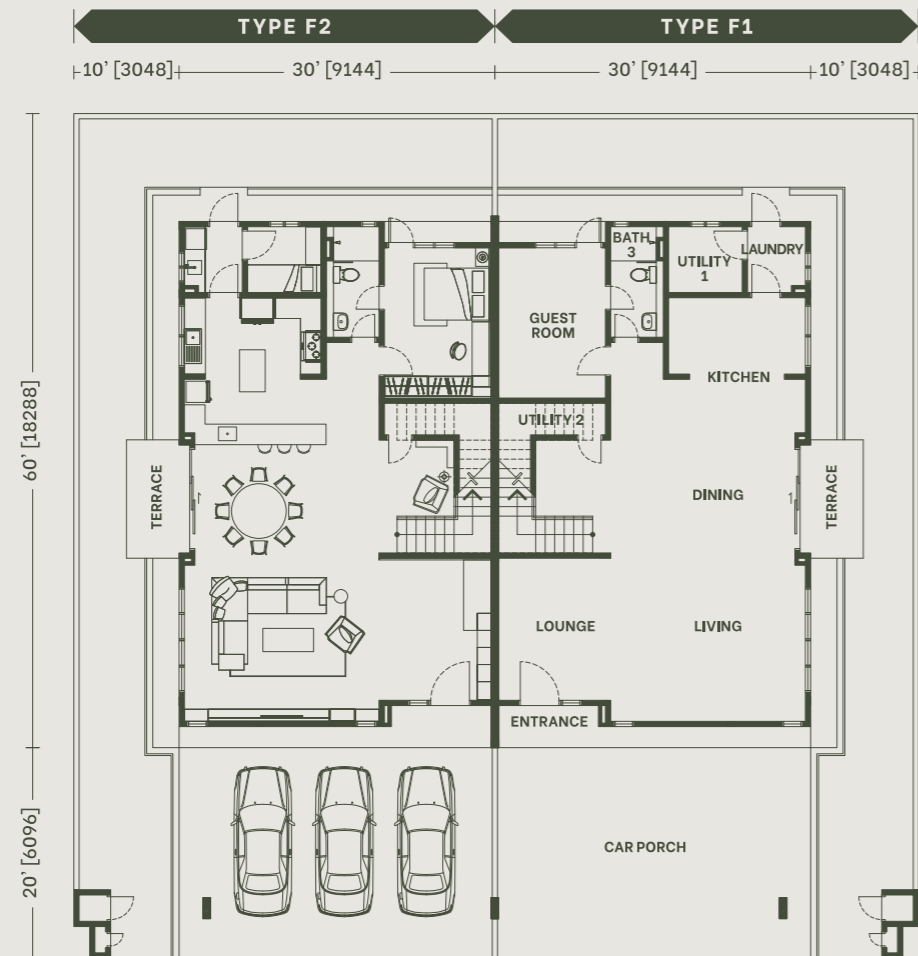 TYPE F2
TYPE F1
10' [3048]
30' [9144]
30' [9144]
10' [3048]
60' [18288]
20' [6096]
BATH
3
UTILITY
1
LAUNDRY
GUEST
ROOM
KITCHEN
UTILITY 2
TERRACE
DINING
TERRACE
LOUNGE
LIVING
ENTRANCE
CAR PORCH